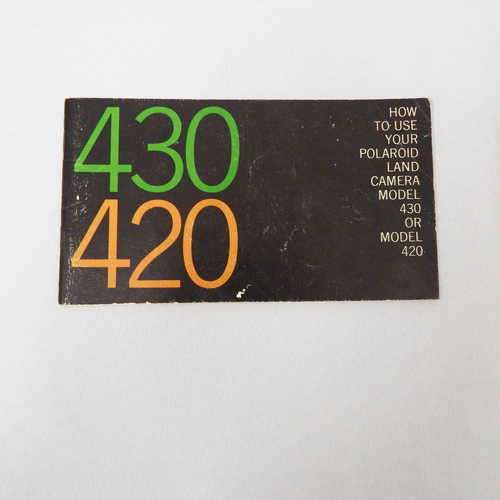 430
420
HOW
TO USE
YOUR
POLAROID
LAND
CAMERA
MODEL
430
OR
MODEL
420